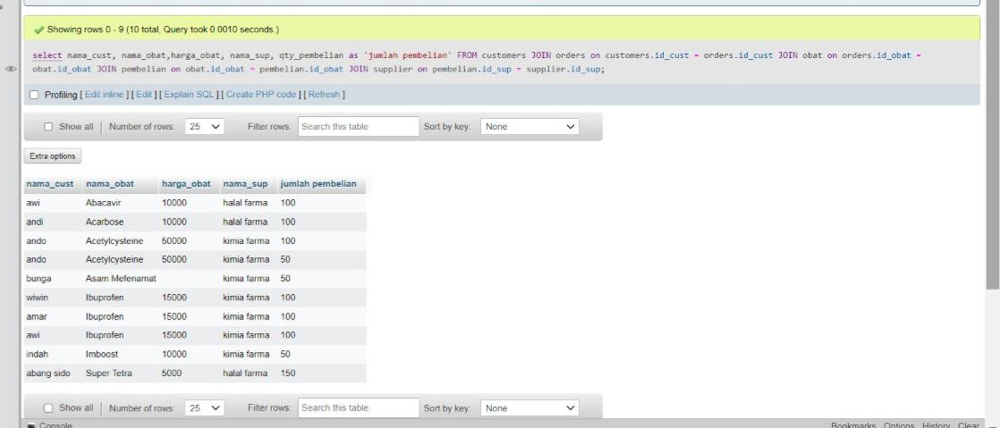 Showing rows 0 - 9 (10 total, Query took 0.0010 seconds.)
select nama_cust, nama_obat,harga_obat, nama_sup, qty_pembelian as 'jumlah pembelian' FROM customers JOIN orders on customers.id_cust = orders.id_cust JOIN obat on orders.id_obat =
obat.id_obat JOIN pembelian on obat.id_obat = pembelian.id_obat JOIN supplier on pembelian.id_sup = supplier.id_sup;
Profiling [ Edit inline ] [ Edit ] [ Explain SQL ] [ Create PHP code ] [ Refresh ]
Show all Number of rows: 25 Filter rows: Search this table Sort by key: None
Extra options
nama_cust nama_obat harga_obat nama_sup jumlah pembelian
awi Abacavir 10000 halal farma 100
andi Acarbose 10000 halal farma 100
ando Acetylcysteine 50000 kimia farma 100
ando Acetylcysteine 50000 kimia farma 50
bunga Asam Mefenamat kimia farma 50
wiwin Ibuprofen 15000 kimia farma 100
amar Ibuprofen 15000 kimia farma 100
awi Ibuprofen 15000 kimia farma 100
indah Imboost 10000 kimia farma 50
abang sido Super Tetra 5000 halal farma 150
Show all Number of rows: 25 Filter rows: Search this table Sort by key: None
Console Bookmarks Options History Clear